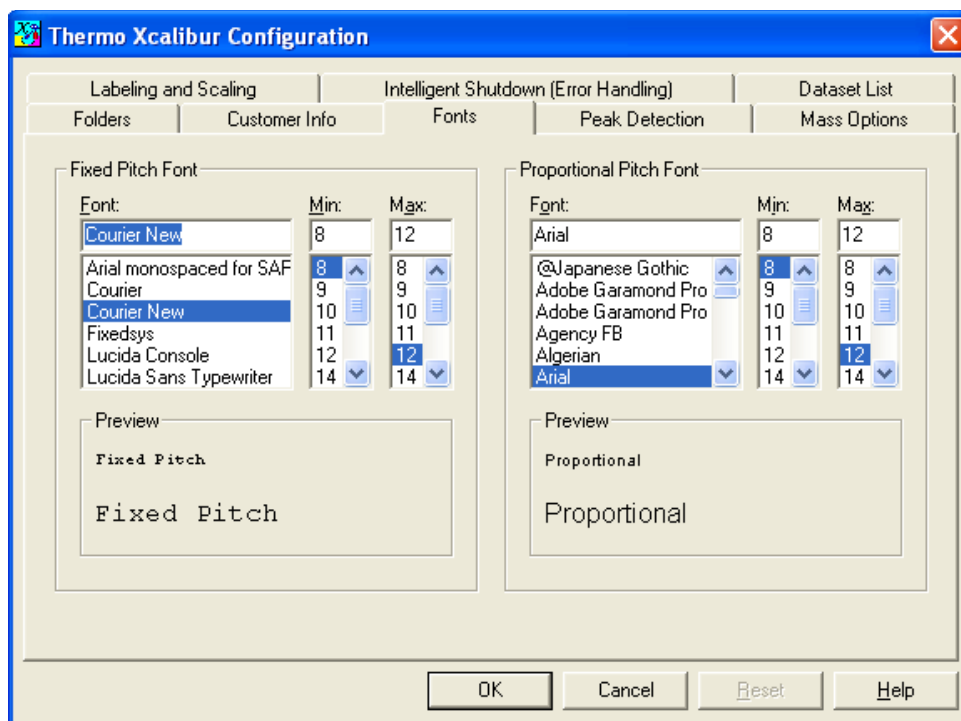 Thermo Xcalibur Configuration
Labeling and Scaling Intelligent Shutdown (Error Handling) Dataset List
Folders Customer Info Fonts Peak Detection Mass Options
Fixed Pitch Font
Font: Min: Max:
Courier New 8 12
Arial monospaced for SAF 8 8
Courier 9 9
Courier New 10 10
Fixedsys 11 11
Lucida Console 12 12
Lucida Sans Typewriter 14 14
Preview
Fixed Pitch
Fixed Pitch
Proportional Pitch Font
Font: Min: Max:
Arial 8 12
@Japanese Gothic 8 8
Adobe Garamond Pro 9 9
Adobe Garamond Pro 10 10
Agency FB 11 11
Algerian 12 12
Arial 14 14
Preview
Proportional
Proportional
OK Cancel Reset Help